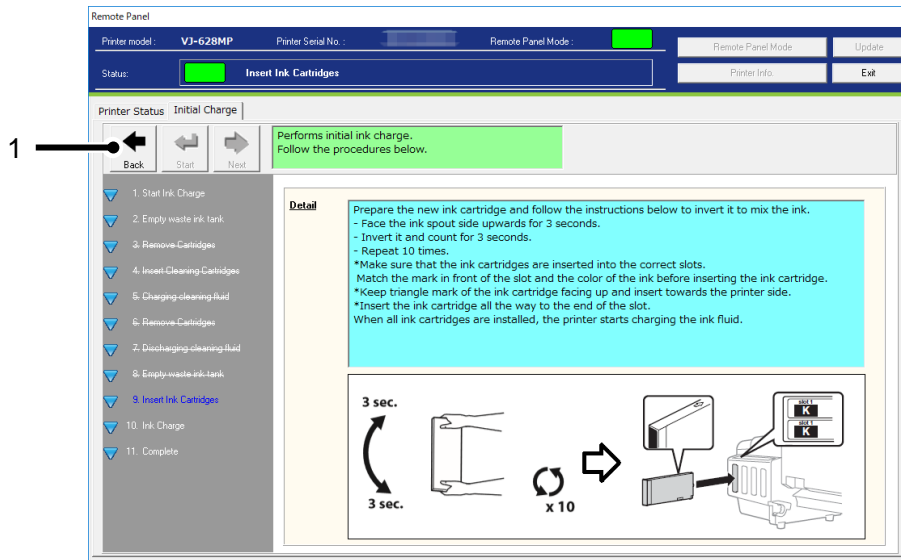 Remote Panel
Printer model : VJ-628MP Printer Serial No. : Remote Panel Mode :
Remote Panel Mode Update
Status: Insert Ink Cartridges
Printer Info. Exit
Printer Status Initial Charge
1
Back Start Next
Performs initial ink charge.
Follow the procedures below.
1. Start Ink Charge
2. Empty waste ink tank
3. Remove Cartridges
4. Insert Cleaning Cartridges
5. Charging cleaning fluid
6. Remove Cartridges
7. Discharging cleaning fluid
8. Empty waste ink tank
9. Insert Ink Cartridges
10. Ink Charge
11. Complete
Detail
Prepare the new ink cartridge and follow the instructions below to invert it to mix the ink.
- Face the ink spout side upwards for 3 seconds.
- Invert it and count for 3 seconds.
- Repeat 10 times.
*Make sure that the ink cartridges are inserted into the correct slots.
Match the mark in front of the slot and the color of the ink before inserting the ink cartridge.
*Keep triangle mark of the ink cartridge facing up and insert towards the printer side.
*Insert the ink cartridge all the way to the end of the slot.
When all ink cartridges are installed, the printer starts charging the ink fluid.
3 sec.
3 sec.
x 10
slot 1
K
slot 1
K